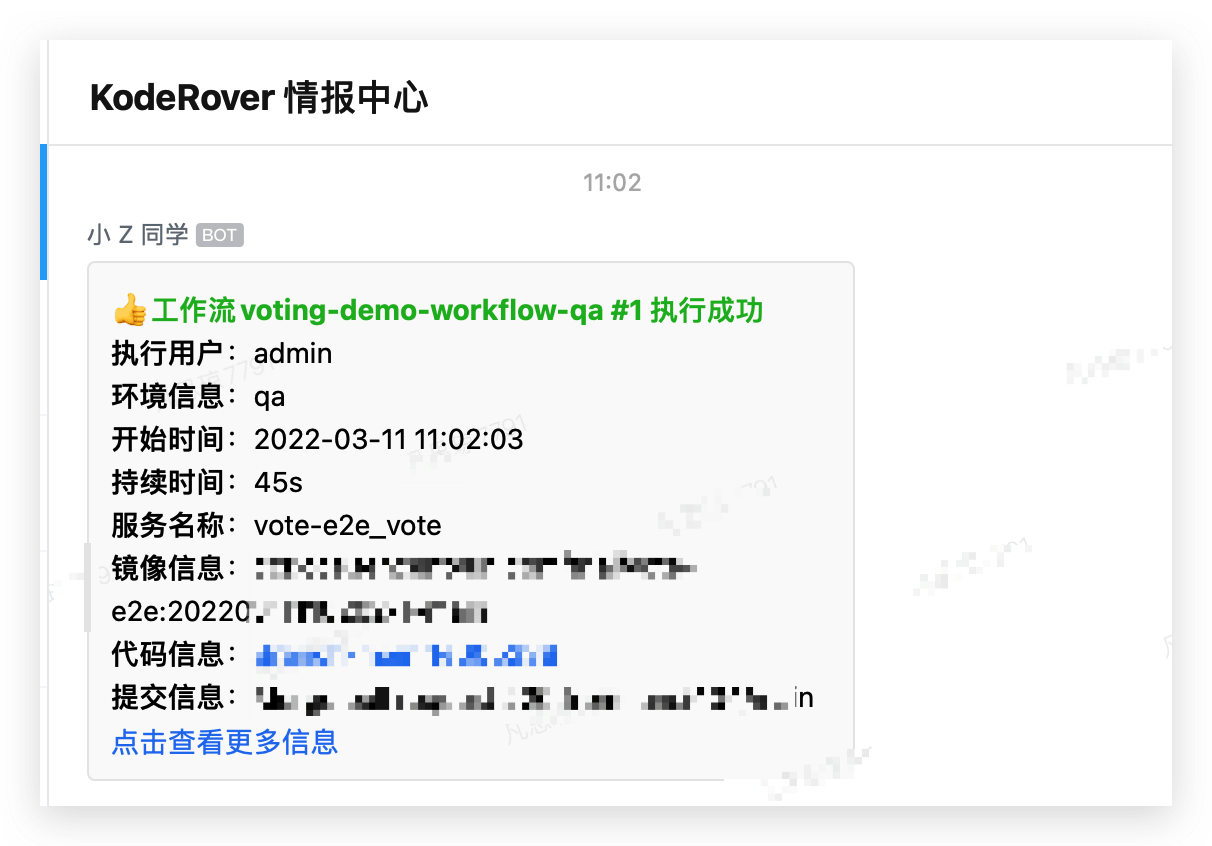 KodeRover 情报中心
11:02
小 Z 同学 BOT
👍工作流 voting-demo-workflow-qa #1 执行成功
执行用户：admin
环境信息：qa
开始时间：2022-03-11 11:02:03
持续时间：45s
服务名称：vote-e2e_vote
镜像信息：
e2e:20220
代码信息：
提交信息：in
点击查看更多信息